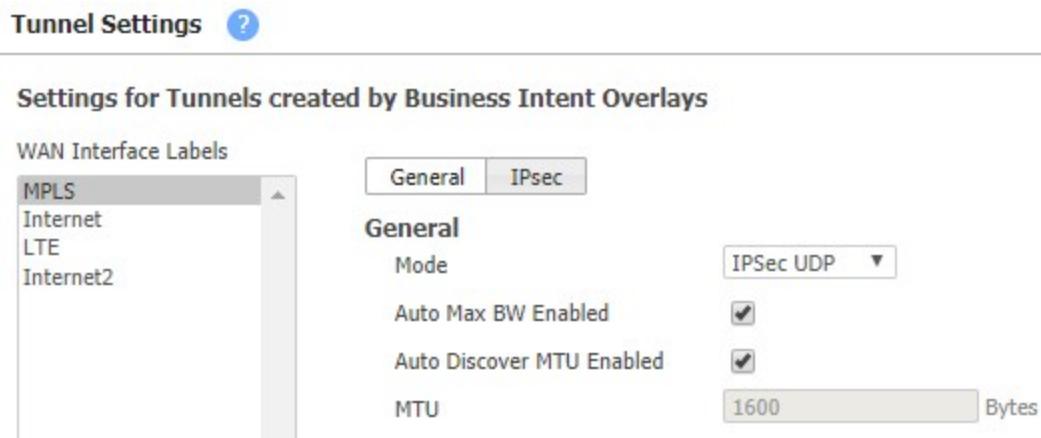 Tunnel Settings ?
Settings for Tunnels created by Business Intent Overlays
WAN Interface Labels
MPLS
Internet
LTE
Internet2
General IPsec
General
Mode IPSec UDP
Auto Max BW Enabled
Auto Discover MTU Enabled
MTU 1600 Bytes